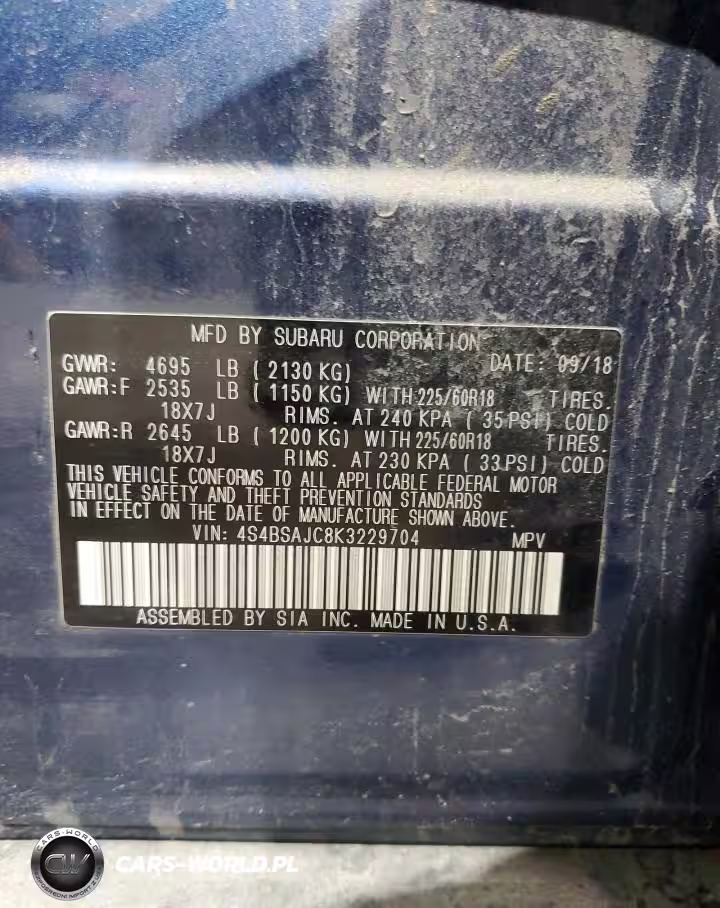 MFD BY SUBARU CORPORATION
GVWR: 4695 LB ( 2130 KG) DATE: 09/18
GAWR:F 2535 LB ( 1150 KG) WITH 225/60R18 TIRES.
18X7J RIMS. AT 240 KPA ( 35 PSI) COLD
GAWR:R 2645 LB ( 1200 KG) WITH 225/60R18 TIRES.
18X7J RIMS. AT 230 KPA ( 33 PSI) COLD
THIS VEHICLE CONFORMS TO ALL APPLICABLE FEDERAL MOTOR
VEHICLE SAFETY AND THEFT PREVENTION STANDARDS
IN EFFECT ON THE DATE OF MANUFACTURE SHOWN ABOVE.
VIN: 4S4BSAJC8K3229704 MPV
ASSEMBLED BY SIA INC. MADE IN U.S.A.
CARS-WORLD
CW
CARS-WORLD.PL